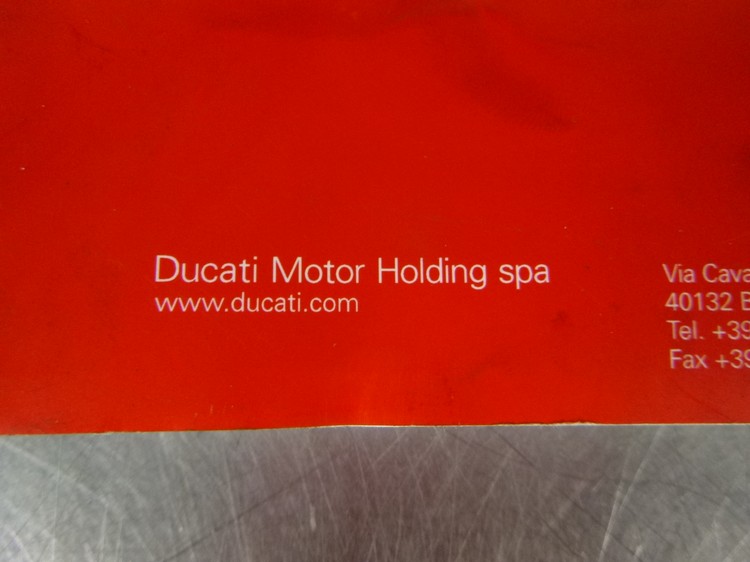 Ducati Motor Holding spa
www.ducati.com
Via Cava
40132 B
Tel. +39
Fax +39